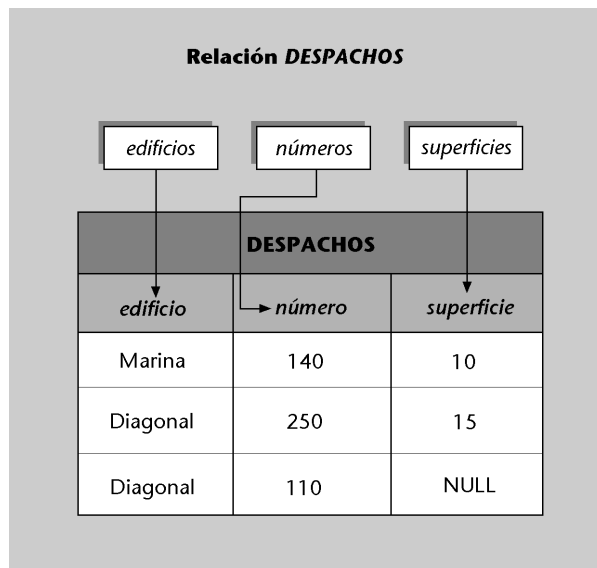 Relación DESPACHOS
edificios números superficies
DESPACHOS
edificio número superficie
Marina 140 10
Diagonal 250 15
Diagonal 110 NULL